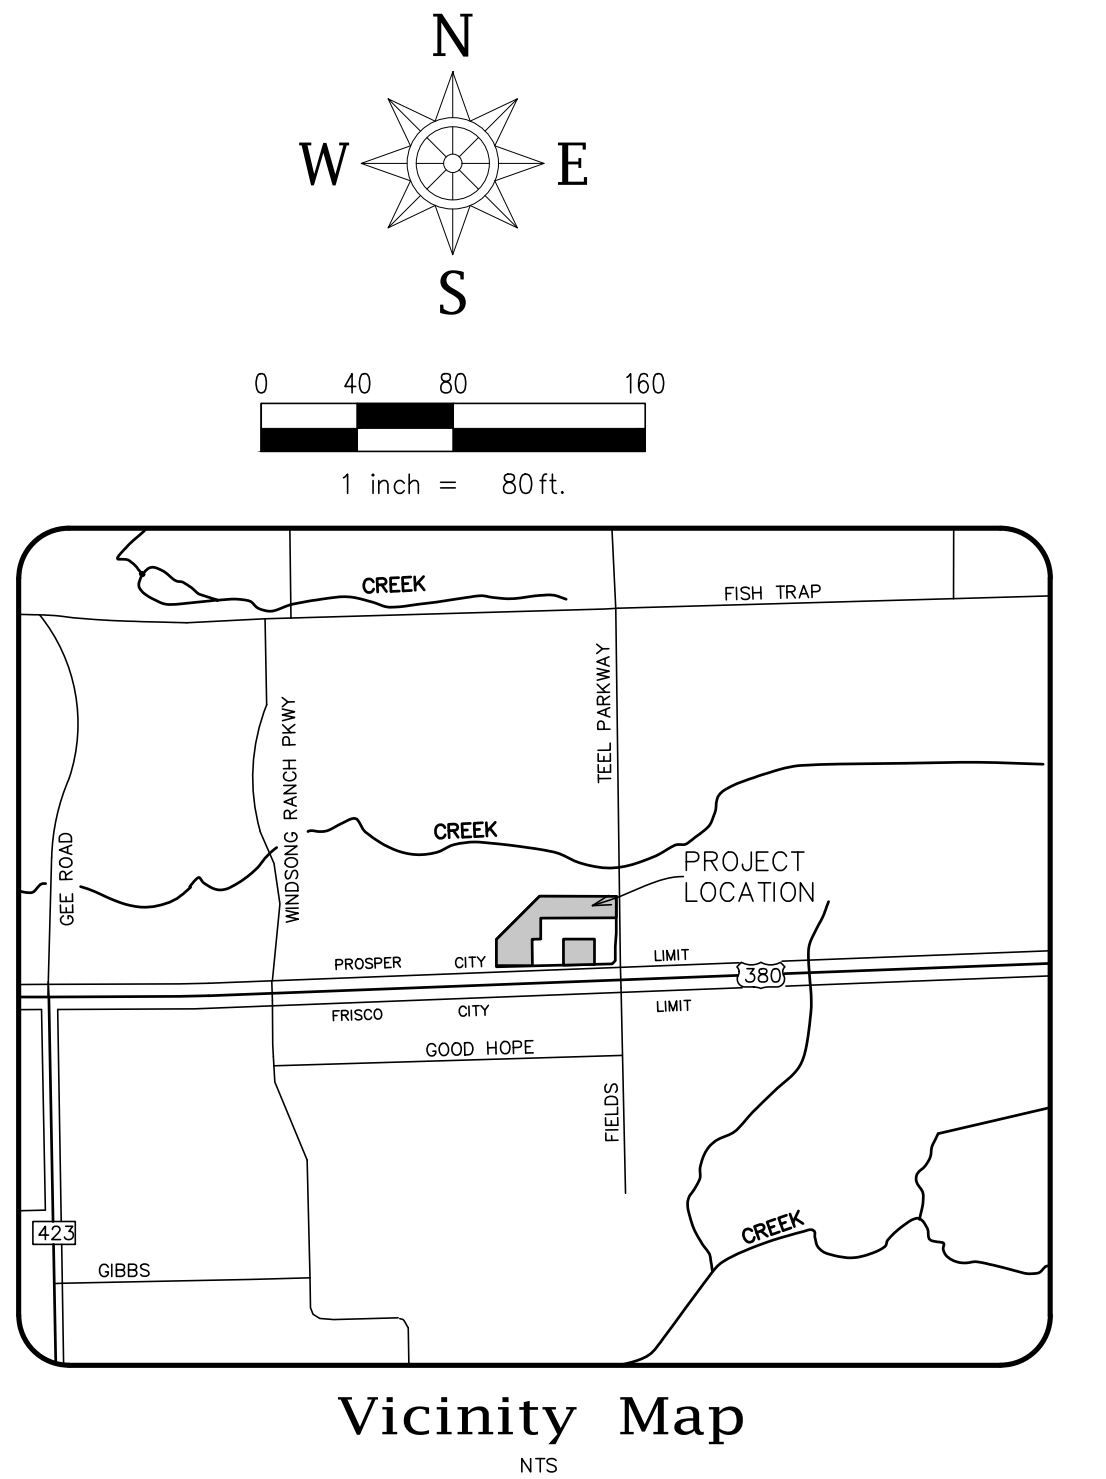 N
W
E
S
0 40 80 160
1 inch = 80 ft.
CREEK
FISH TRAP
TEEL PARKWAY
WINDSONG RANCH PKWY
GEE ROAD
CREEK
PROJECT
LOCATION
PROSPER CITY LIMIT
380
FRISCO CITY LIMIT
GOOD HOPE
FIELDS
423
CREEK
GIBBS
Vicinity Map
NTS